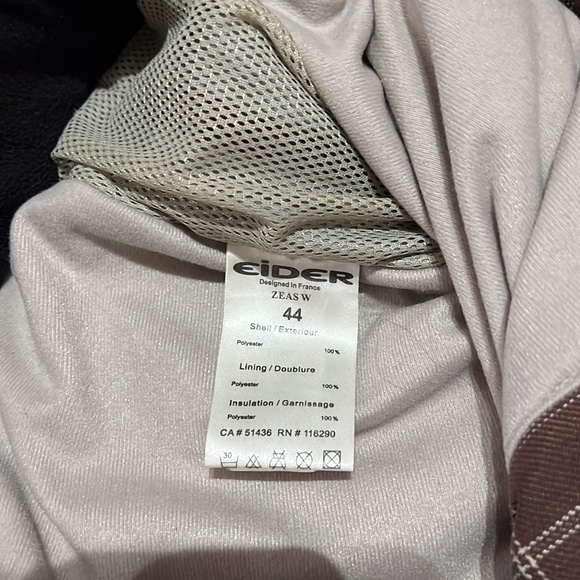 EiDER
Designed in France
ZEAS W
44
Shell / Exteriour
Polyester 100%
Lining / Doublure
Polyester 100%
Insulation / Garnissage
Polyester 100%
CA # 51436 RN # 116290
30